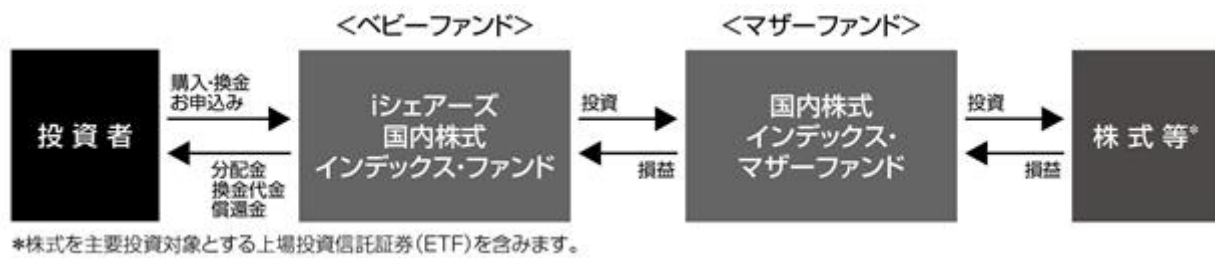 <ベビーファンド>
<マザーファンド>
投資者
購入・換金
お申込み
分配金
換金代金
償還金
iシェアーズ
国内株式
インデックス・ファンド
投資
損益
国内株式
インデックス・
マザーファンド
投資
損益
株式等*
*株式を主要投資対象とする上場投資信託証券(ETF)を含みます。